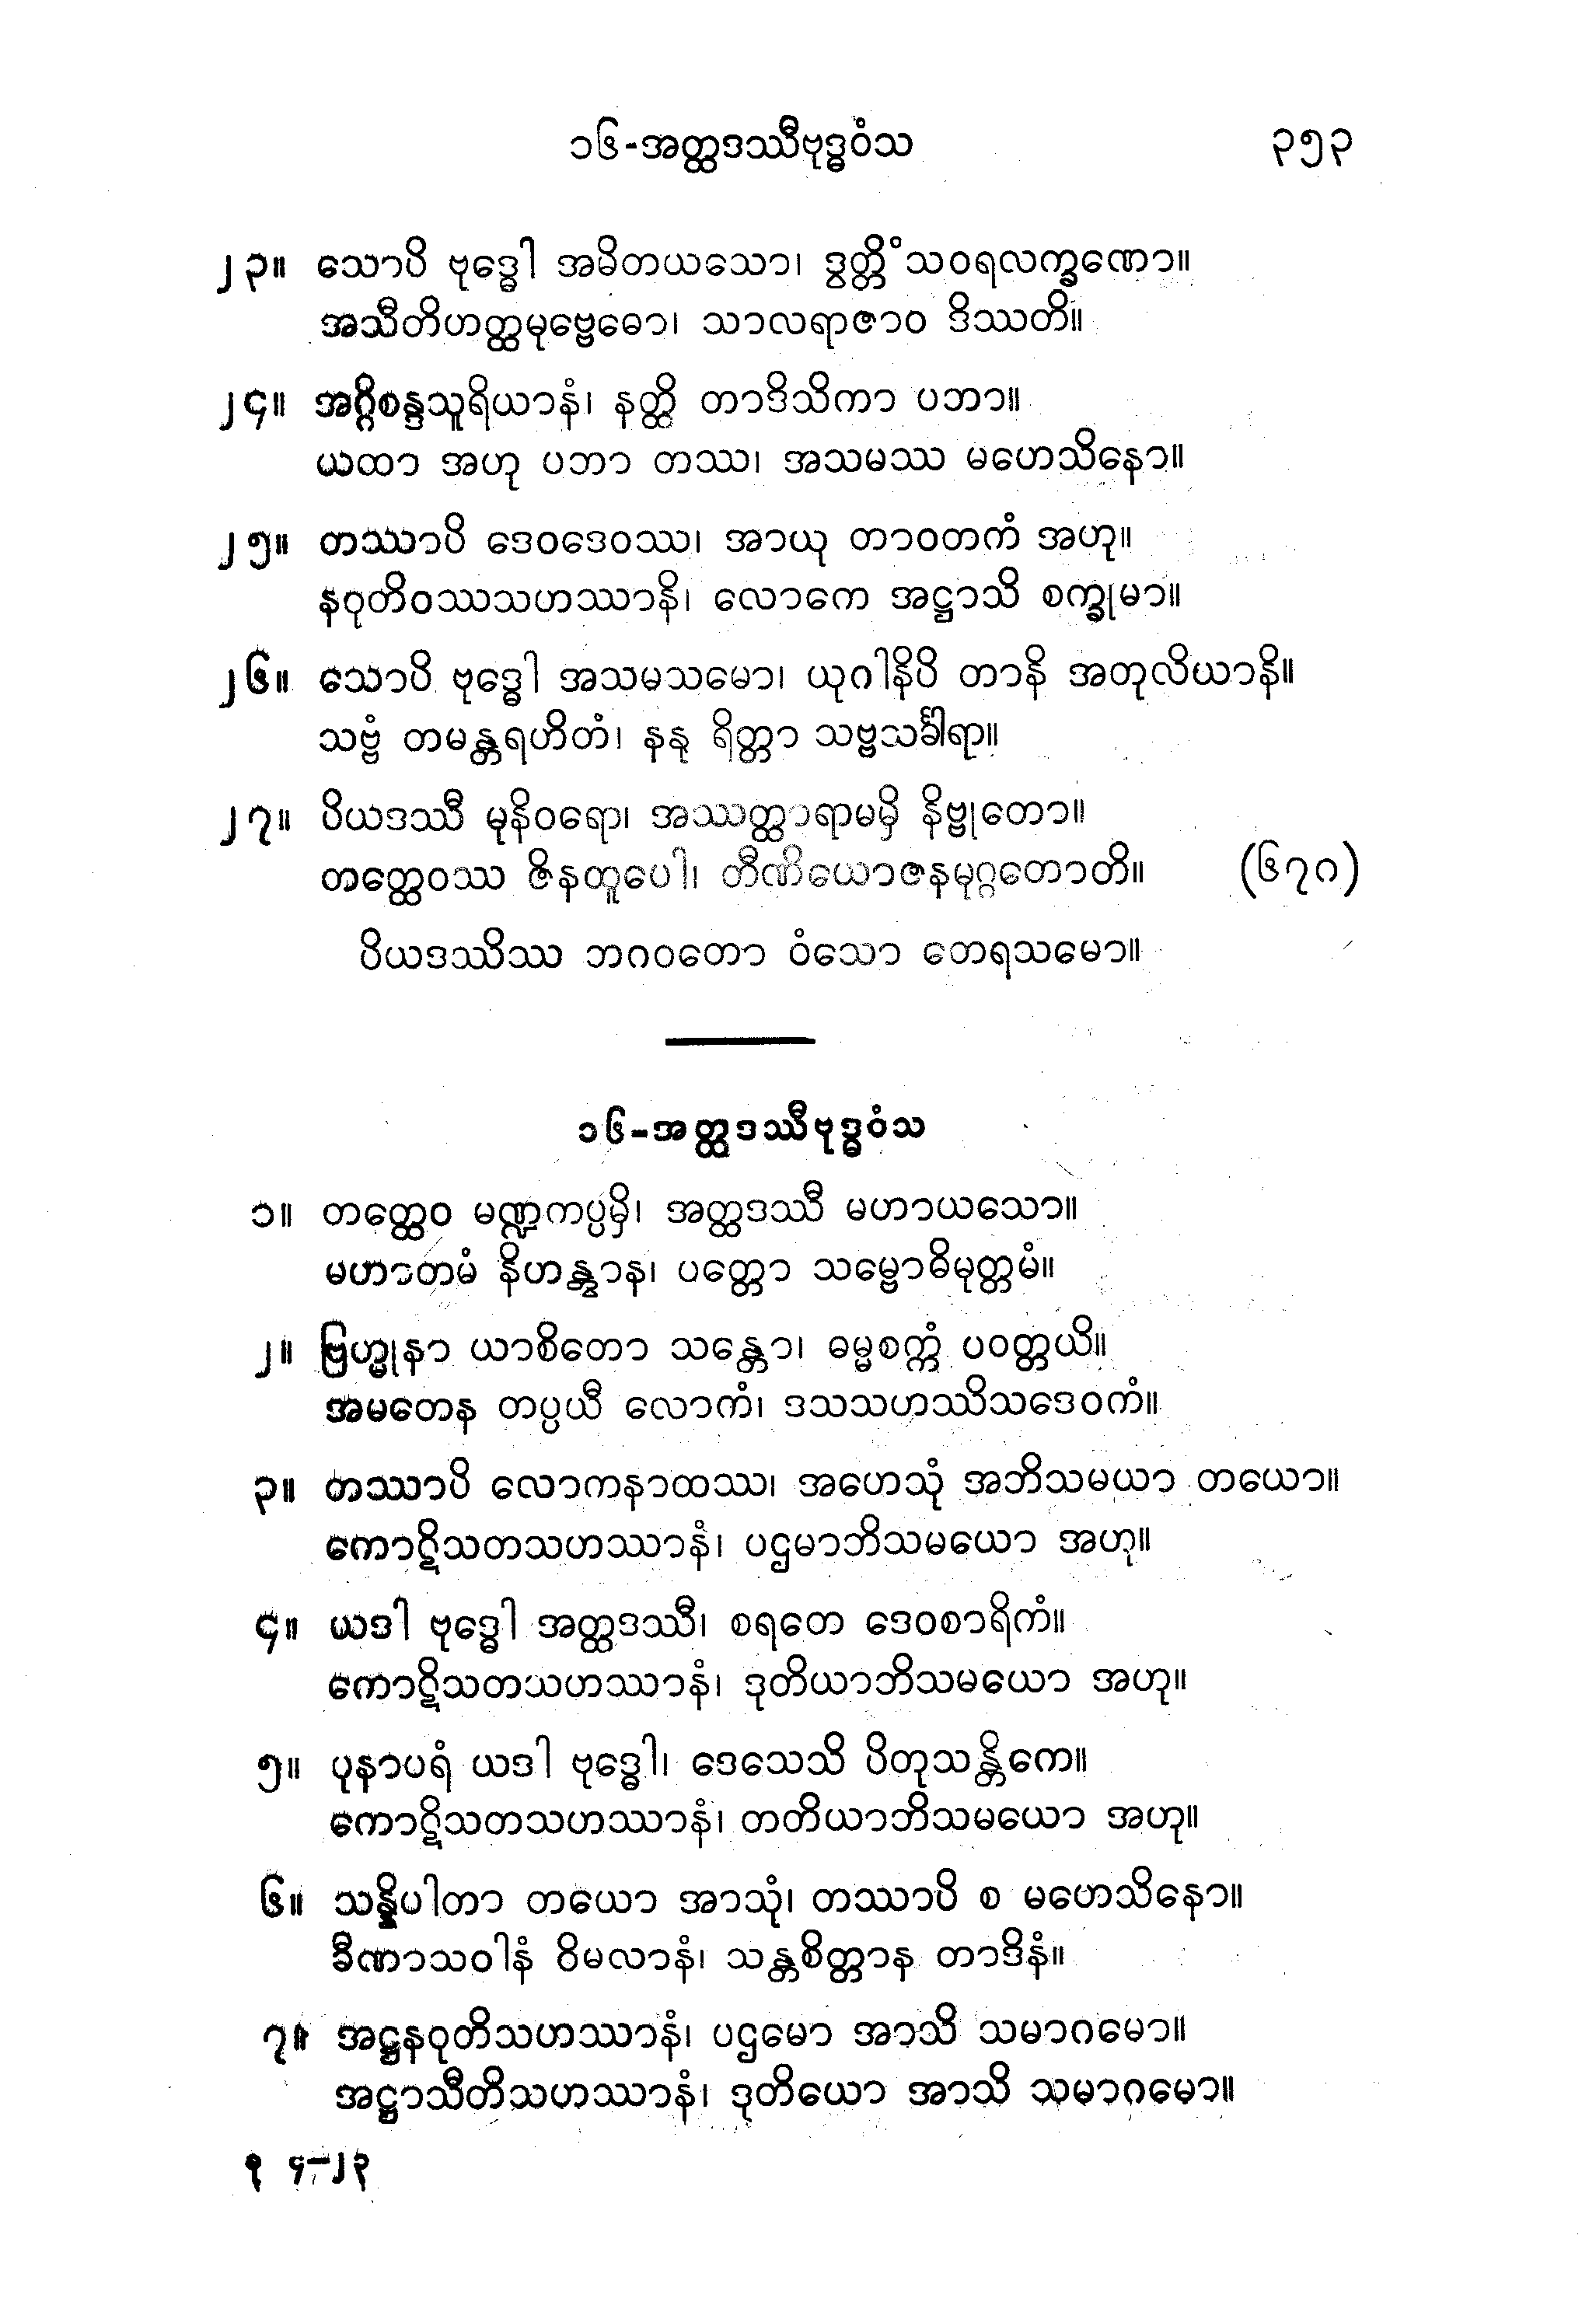 ၁၆-အတ္ထဒဿီဗုဒ္ဓဝံသ ၃၅၃
၂၃။ သောပိ ဗုဒ္ဓေါ အမိတယသော၊ ဒွတ္တိံသဝရလက္ခဏော။
အသီတိဟတ္ထမုဗ္ဗေဓော၊ သာလရာဇာဝ ဒိဿတိ။
၂၄။ အဂ္ဂိစန္ဒသူရိယာနံ၊ နတ္ထိ တာဒိသိကာ ပဘာ။
ယထာ အဟု ပဘာ တဿ၊ အသမဿ မဟေသိနော။
၂၅။ တဿာပိ ဒေဝဒေဝဿ၊ အာယု တာဝတကံ အဟု။
နဝုတိဝဿသဟဿာနိ၊ လောကေ အဋ္ဌာသိ စက္ခုမာ။
၂၆။ သောပိ ဗုဒ္ဓေါ အသမသမော၊ ယုဂါနိပိ တာနိ အတုလိယာနိ။
သဗ္ဗံ တမန္တရဟိတံ၊ နနု ရိတ္တာ သဗ္ဗသင်္ခါရာ။
၂၇။ ပိယဒဿီ မုနိဝရော၊ အဿတ္ထာရာမမှိ နိဗ္ဗုတော။
တတ္ထေဝဿ ဇိနထူပေါ၊ တီဏိယောဇနမုဂ္ဂတောတိ။ (၆၇ဂ)
ပိယဒဿိဿ ဘဂဝတော ဝံသော တေရသမော။
၁၆-အတ္ထဒဿီဗုဒ္ဓဝံသ
၁။ တတ္ထေဝ မဏ္ဍကပ္ပမှိ၊ အတ္ထဒဿီ မဟာယသော။
မဟာတမံ နိဟန္တွာန၊ ပတ္တော သမ္ဗောဓိမုတ္တမံ။
၂။ ဗြဟ္မုနာ ယာစိတော သန္တော၊ ဓမ္မစက္ကံ ပဝတ္တယိ။
အမတေန တပ္ပယီ လောကံ၊ ဒသသဟဿိသဒေဝကံ။
၃။ တဿာပိ လောကနာထဿ၊ အဟေသုံ အဘိသမယာ တယော။
ကောဋိသတသဟဿာနံ၊ ပဌမာဘိသမယော အဟု။
၄။ ယဒါ ဗုဒ္ဓေါ အတ္ထဒဿီ၊ စရတေ ဒေဝစာရိကံ။
ကောဋိသတသဟဿာနံ၊ ဒုတိယာဘိသမယော အဟု။
၅။ ပုနာပရံ ယဒါ ဗုဒ္ဓေါ၊ ဒေသေသိ ပိတုသန္တိကေ။
ကောဋိသတသဟဿာနံ၊ တတိယာဘိသမယော အဟု။
၆။ သန္နိပါတာ တယော အာသုံ၊ တဿာပိ စ မဟေသိနော။
ခီဏာသဝါနံ ဝိမလာနံ၊ သန္တစိတ္တာန တာဒိနံ။
၇။ အဋ္ဌနဝုတိသဟဿာနံ၊ ပဌမော အာသိ သမာဂမော။
အဋ္ဌာသီတိသဟဿာနံ၊ ဒုတိယော အာသိ သမာဂမော။
၄-၂၃